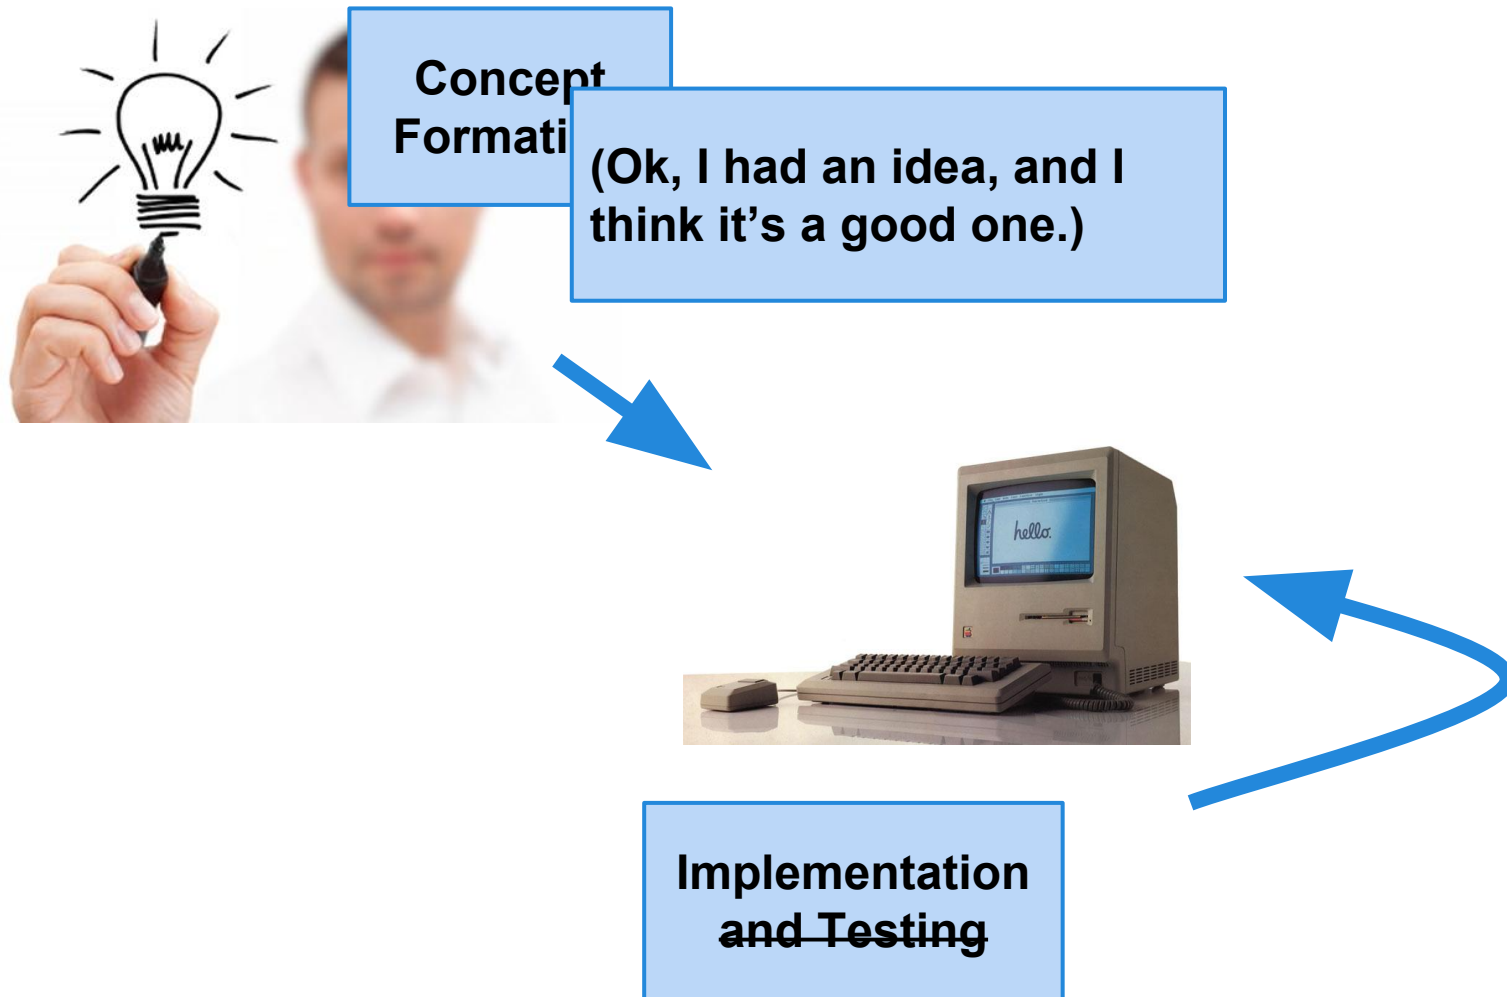 Concept
Formati
(Ok, I had an idea, and I
think it’s a good one.)
hello.
Implementation
and Testing